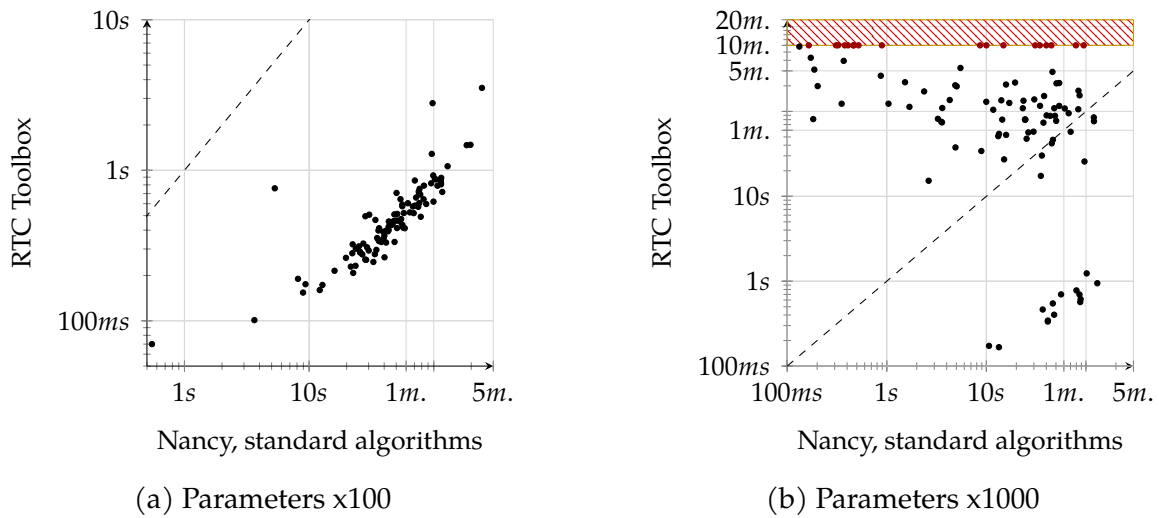 10s
1s
100ms
RTC Toolbox
1s
10s
1m.
5m.
Nancy, standard algorithms
(a) Parameters x100
20m.
10m.
5m.
1m.
10s
1s
100ms
RTC Toolbox
100ms
1s
10s
1m.
5m.
Nancy, standard algorithms
(b) Parameters x1000